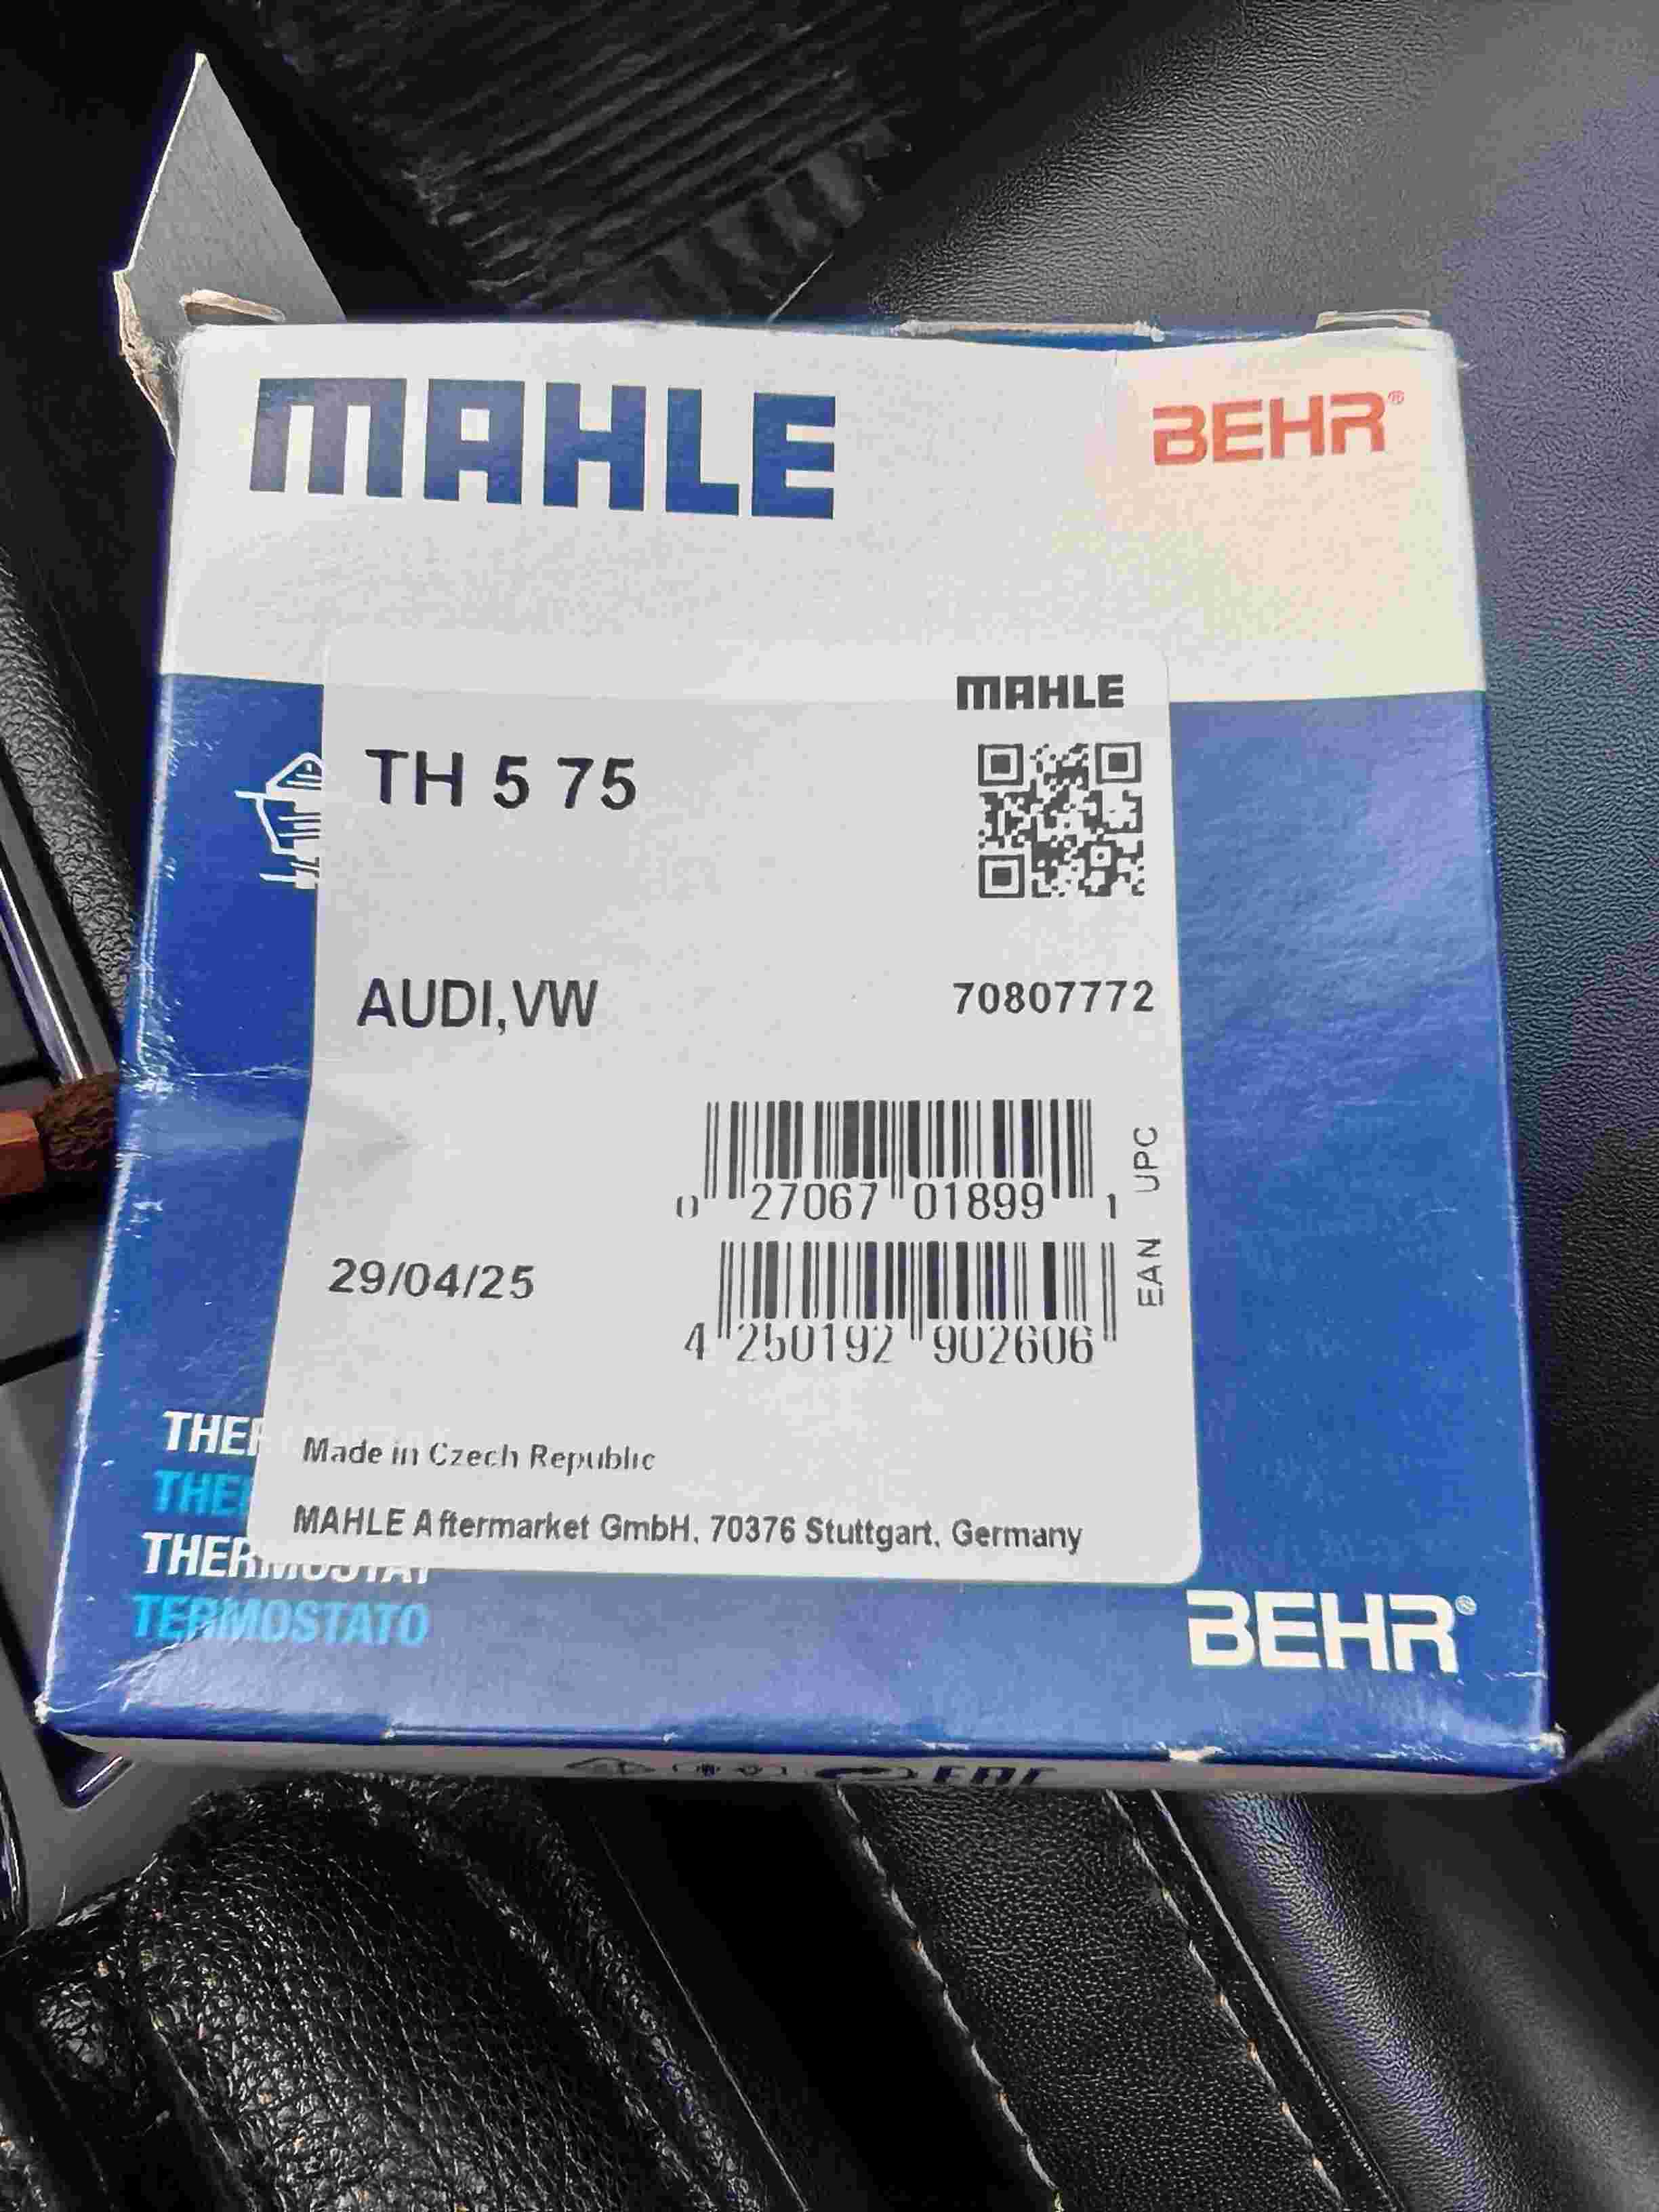 MAHLE
BEHR®
MAHLE
TH 5 75
AUDI,VW
70807772
0 27067 01899 1
UPC
29/04/25
4 250192 902606
EAN
Made in Czech Republic
MAHLE Aftermarket GmbH, 70376 Stuttgart, Germany
TERMOSTATO
BEHR®
EAC